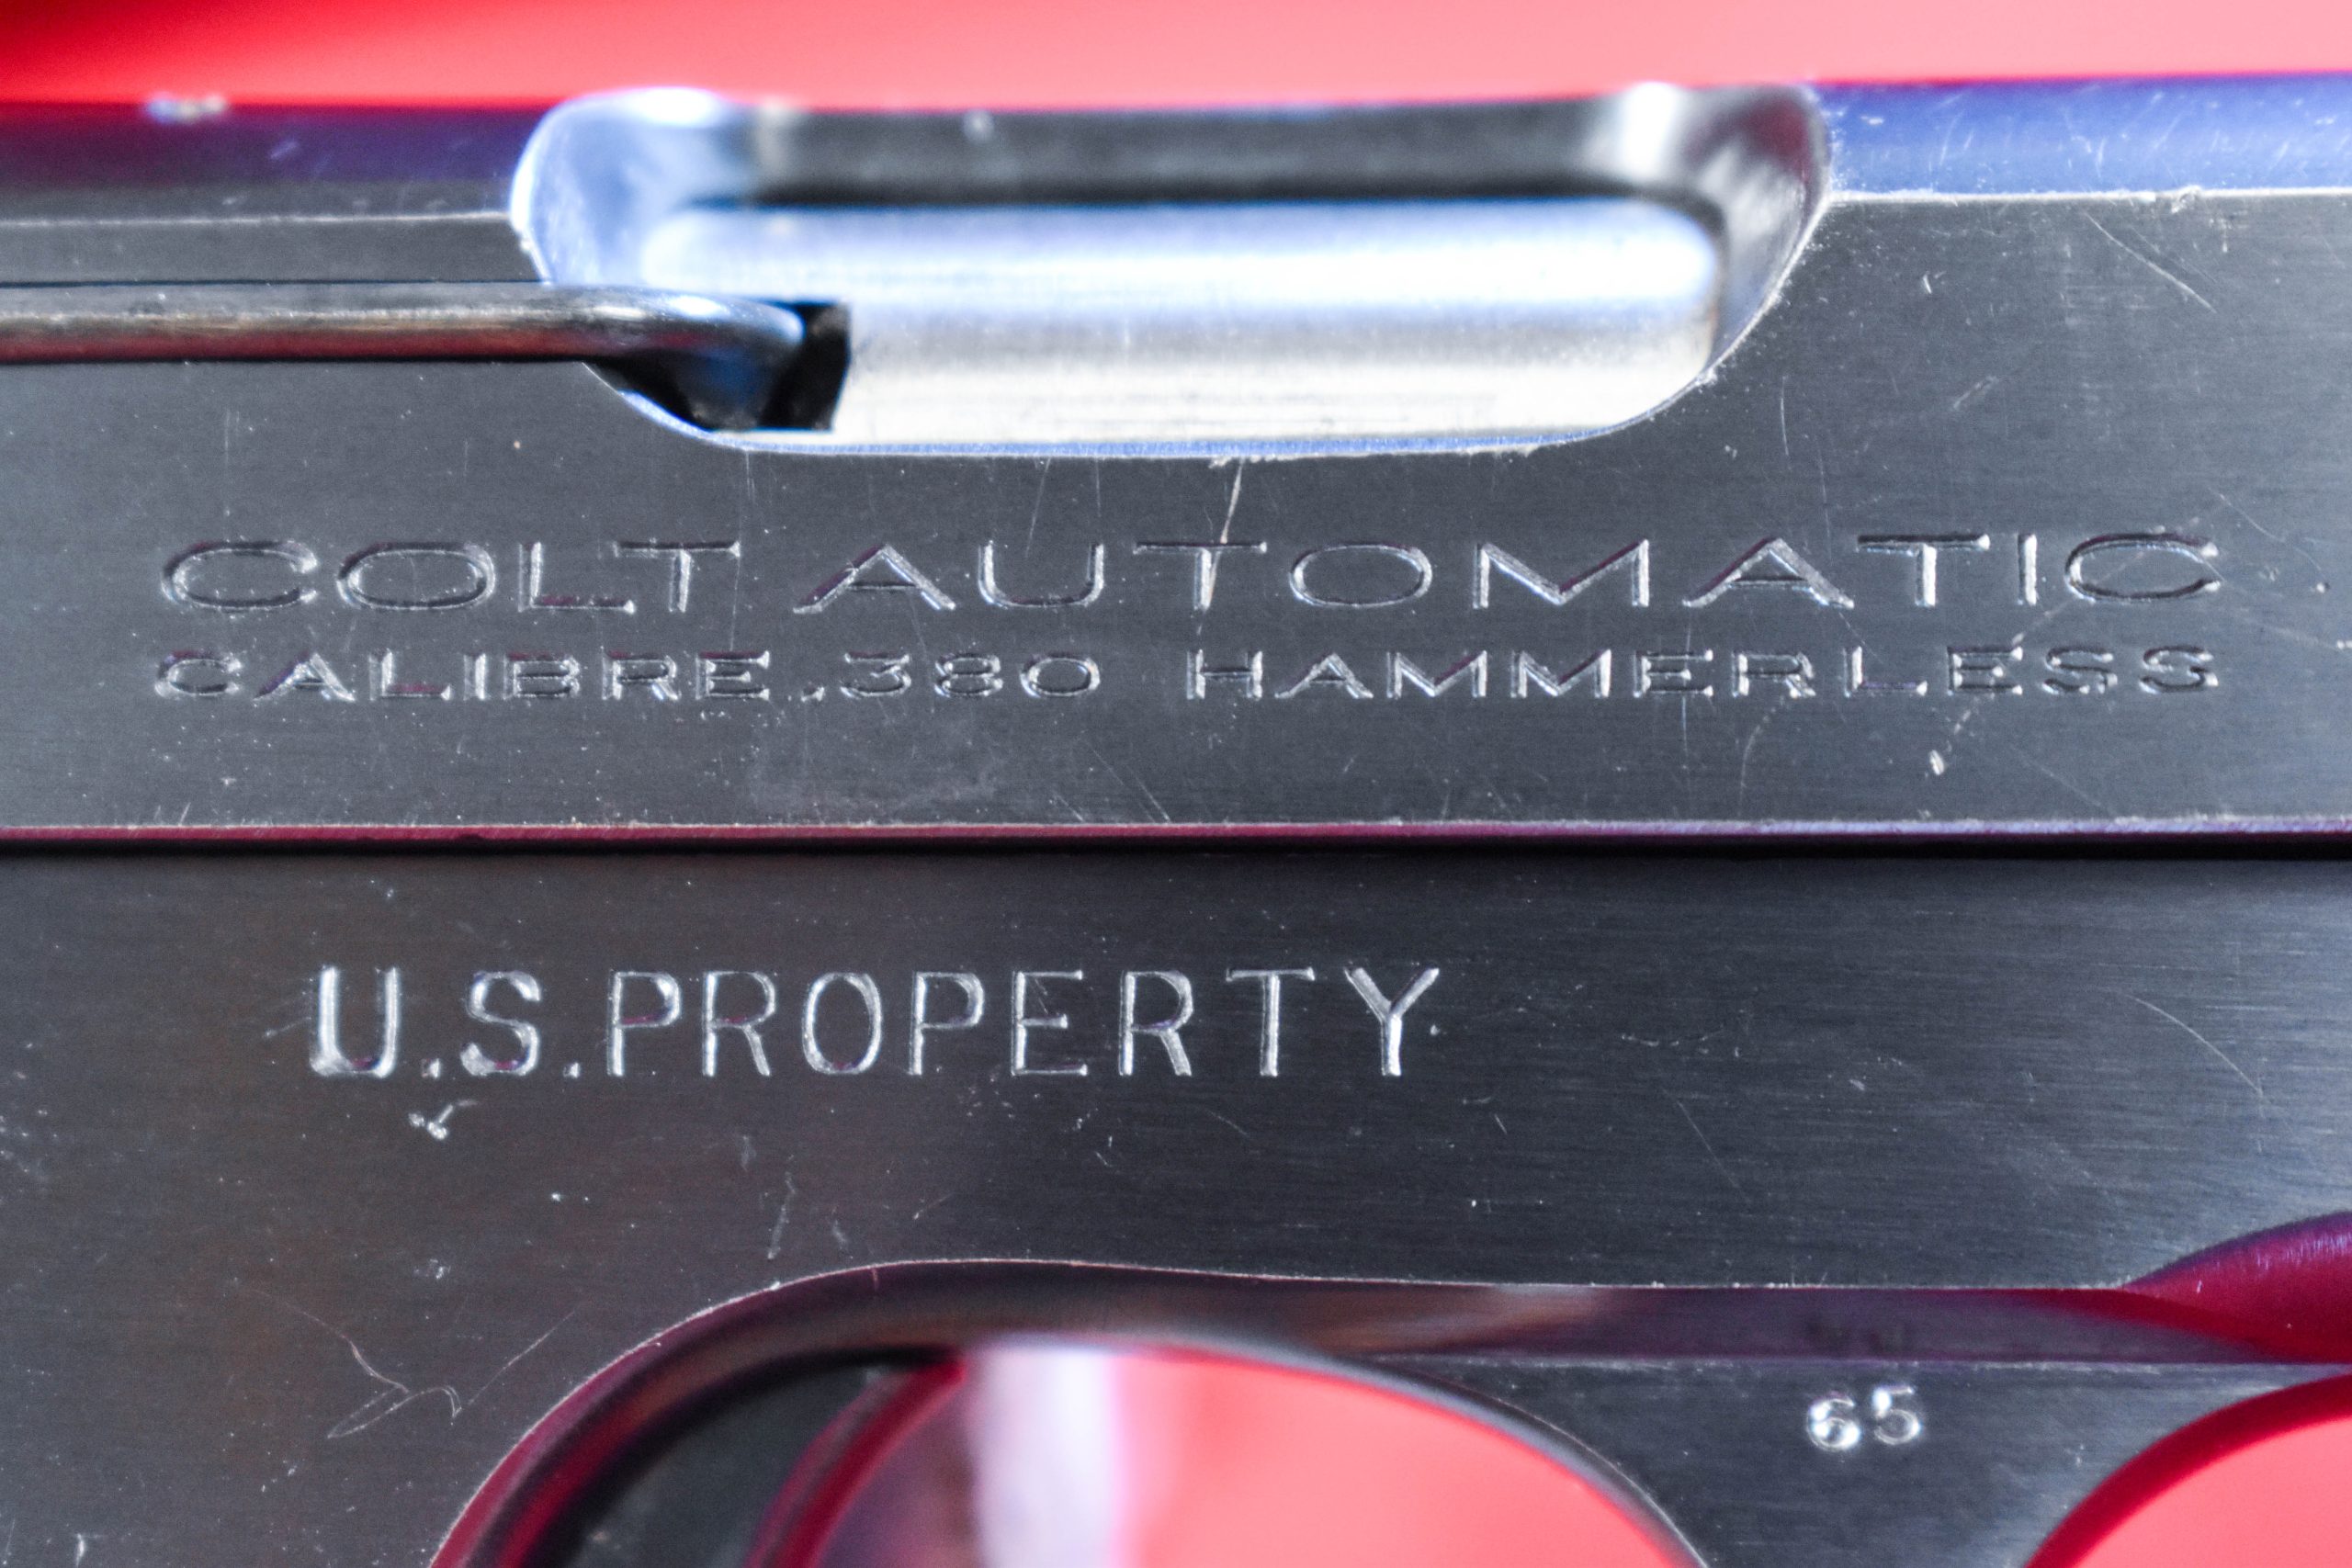 COLT AUTOMATIC
CALIBRE .380 HAMMERLESS
U.S. PROPERTY
65